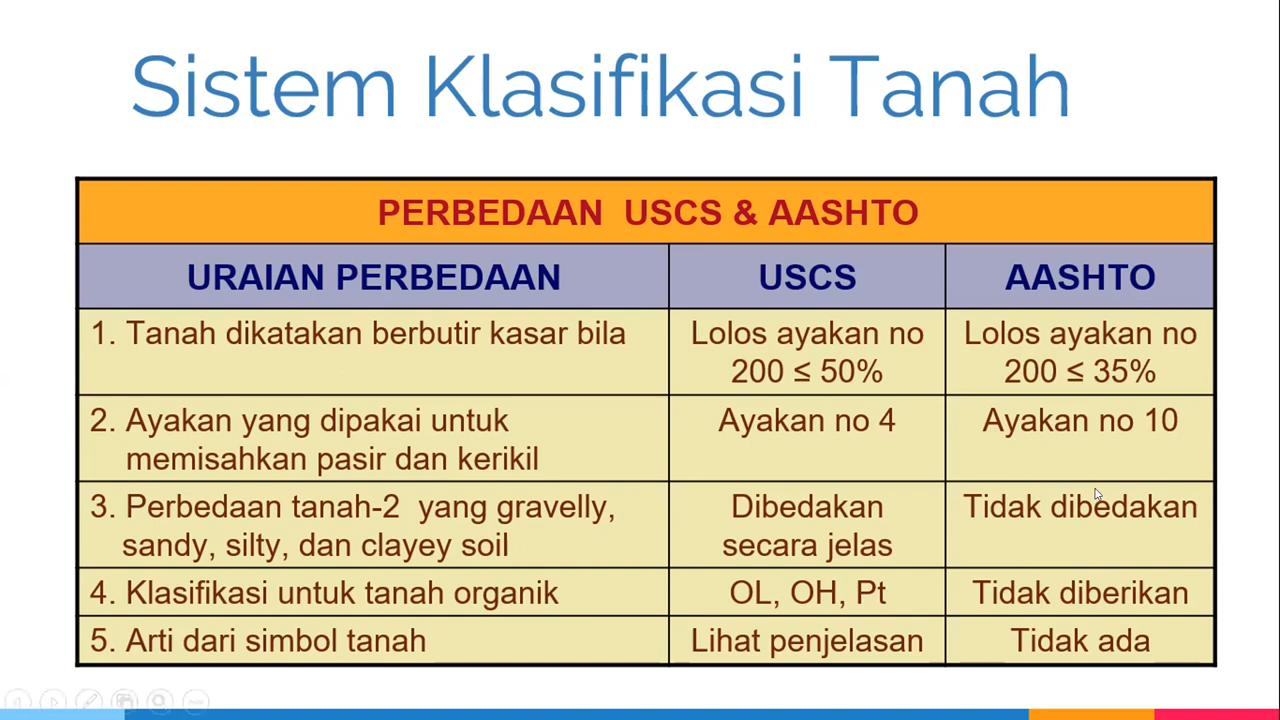 Sistem Klasifikasi Tanah
PERBEDAAN USCS & AASHTO
URAIAN PERBEDAAN
USCS
AASHTO
1. Tanah dikatakan berbutir kasar bila
Lolos ayakan no
200 ≤ 50%
Lolos ayakan no
200 ≤ 35%
2. Ayakan yang dipakai untuk
memisahkan pasir dan kerikil
Ayakan no 4
Ayakan no 10
3. Perbedaan tanah-2 yang gravelly,
sandy, silty, dan clayey soil
Dibedakan
secara jelas
Tidak dibedakan
4. Klasifikasi untuk tanah organik
OL, OH, Pt
Tidak diberikan
5. Arti dari simbol tanah
Lihat penjelasan
Tidak ada